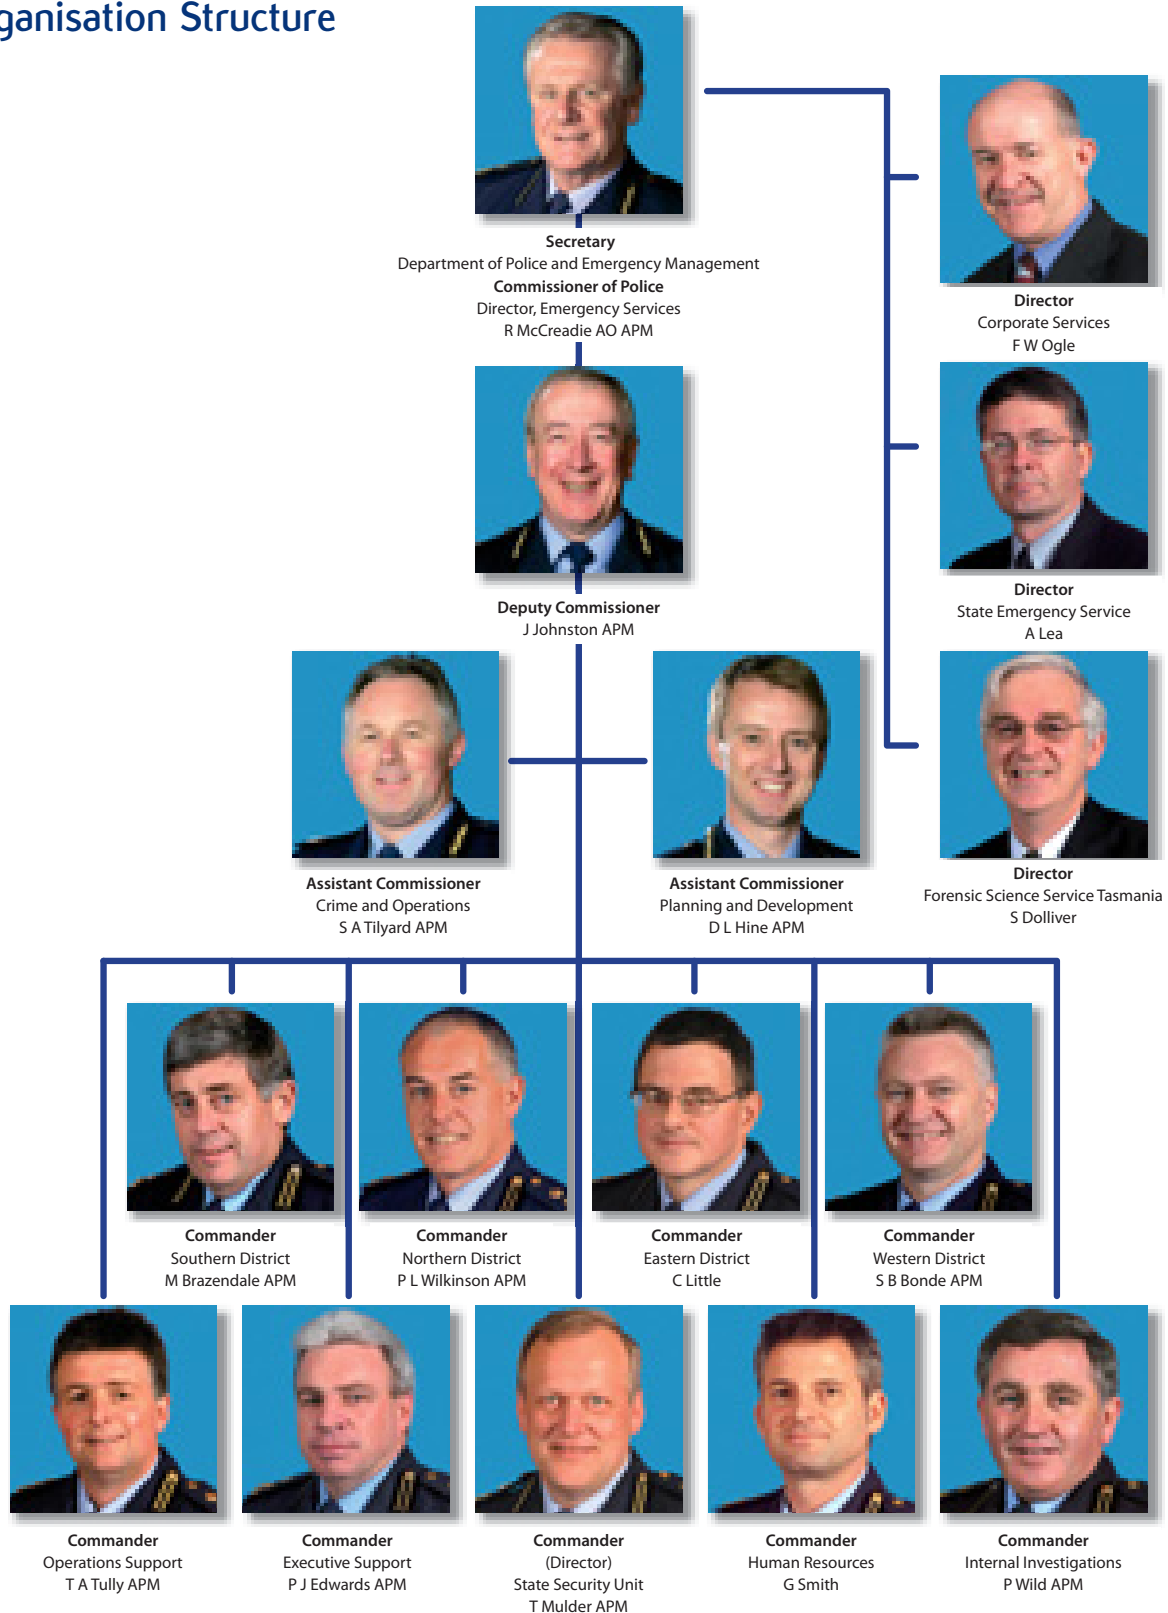 ganisation Structure
Secretary
Department of Police and Emergency Management
Commissioner of Police
Director, Emergency Services
R McCreadie AO APM
Director
Corporate Services
F W Ogle
Deputy Commissioner
J Johnston APM
Director
State Emergency Service
A Lea
Assistant Commissioner
Crime and Operations
S A Tilyard APM
Assistant Commissioner
Planning and Development
D L Hine APM
Director
Forensic Science Service Tasmania
S Dolliver
Commander
Southern District
M Brazendale APM
Commander
Northern District
P L Wilkinson APM
Commander
Eastern District
C Little
Commander
Western District
S B Bonde APM
Commander
Operations Support
T A Tully APM
Commander
Executive Support
P J Edwards APM
Commander
(Director)
State Security Unit
T Mulder APM
Commander
Human Resources
G Smith
Commander
Internal Investigations
P Wild APM